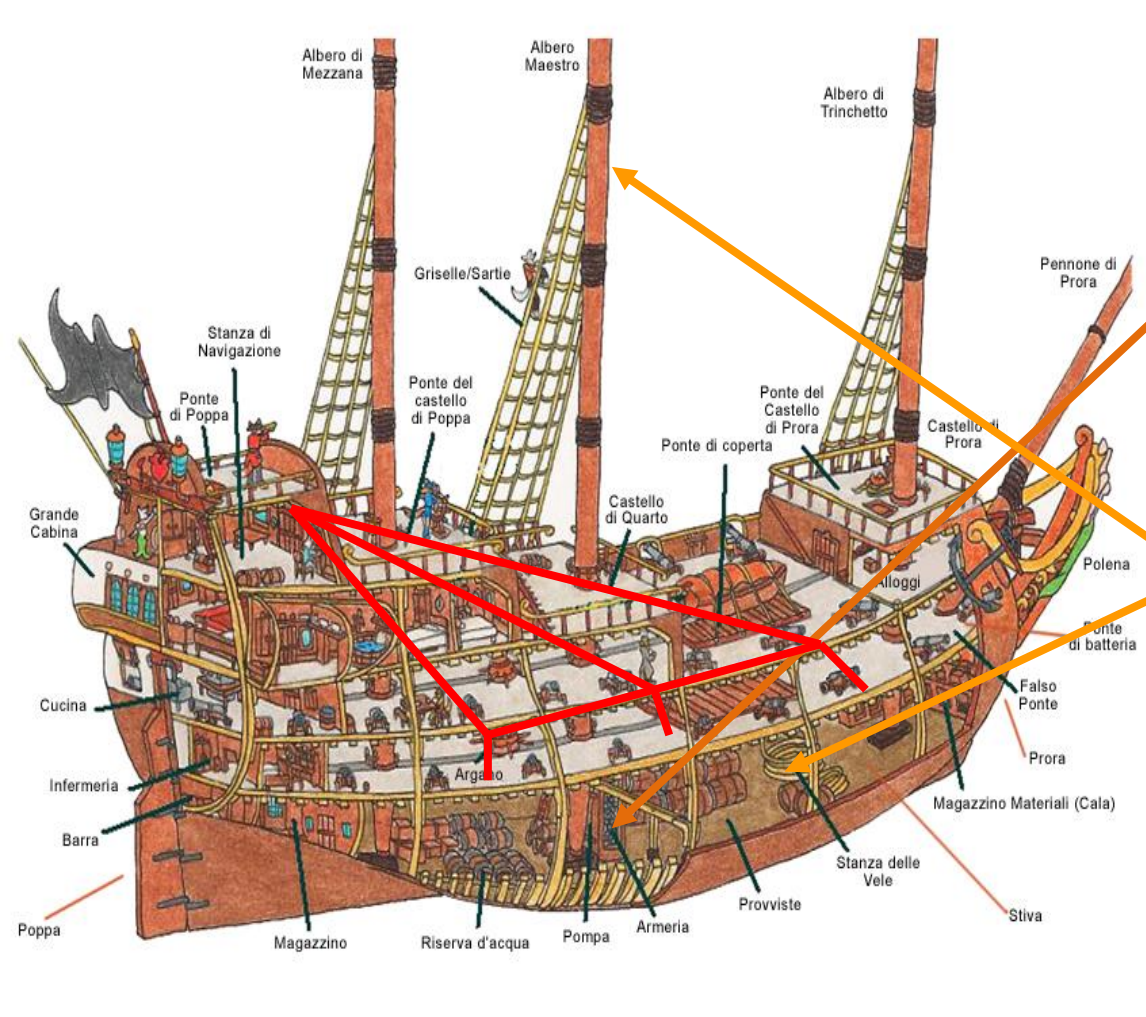 Albero di
Mezzana
Albero
Maestro
Albero di
Trinchetto
Pennone di
Prora
Griselle/Sartie
Stanza di
Navigazione
Ponte
di Poppa
Ponte del
castello
di Poppa
Ponte del
Castello
di Prora
Castello di
Prora
Ponte di coperta
Grande
Cabina
Castello
di Quarto
Alloggi
Polena
Ponte
di batteria
Cucina
Falso
Ponte
Infermeria
Argano
Prora
Magazzino Materiali (Cala)
Barra
Stanza delle
Vele
Provviste
Stiva
Poppa
Magazzino
Riserva d'acqua
Pompa
Armeria